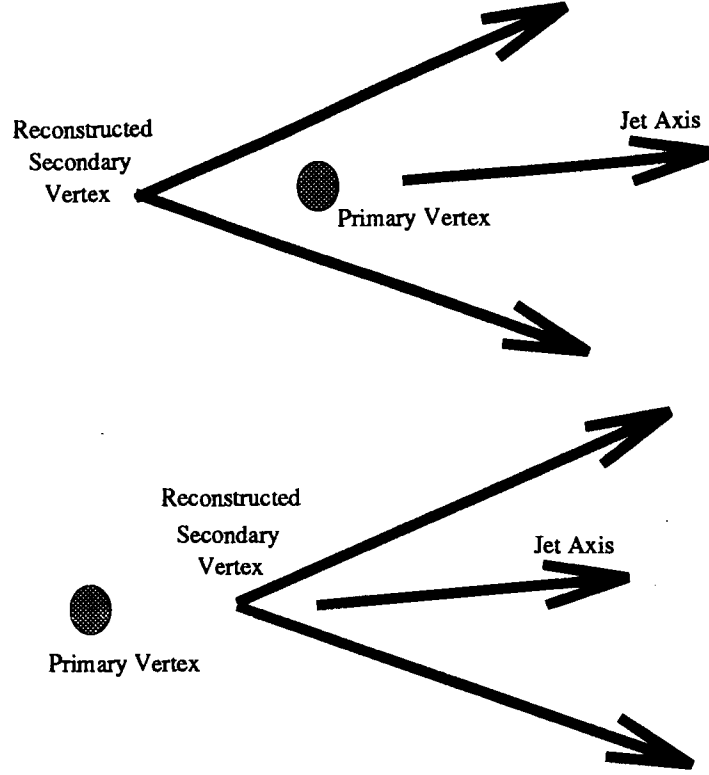 Reconstructed
Secondary
Vertex
Jet Axis
Primary Vertex
Reconstructed
Secondary
Vertex
Jet Axis
Primary Vertex